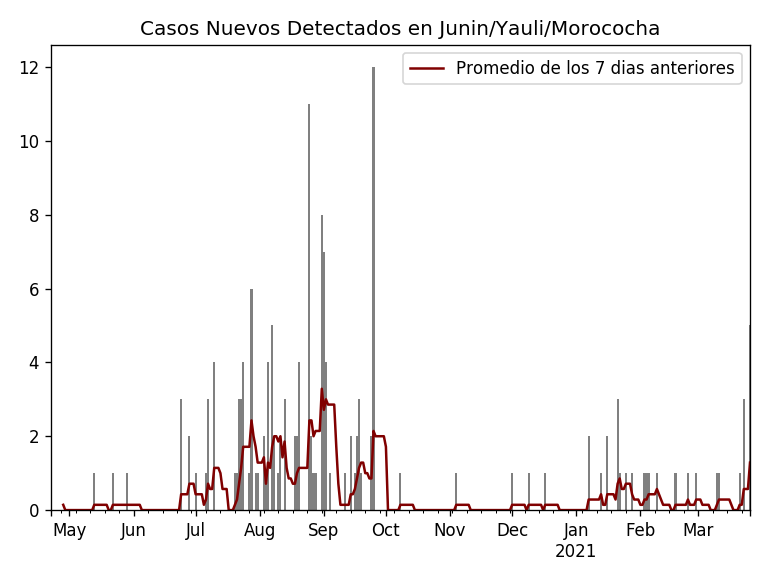 Casos Nuevos Detectados en Junin/Yauli/Morococha
Promedio de los 7 dias anteriores
12
10
8
6
4
2
0
May Jun Jul Aug Sep Oct Nov Dec Jan Feb Mar
2021